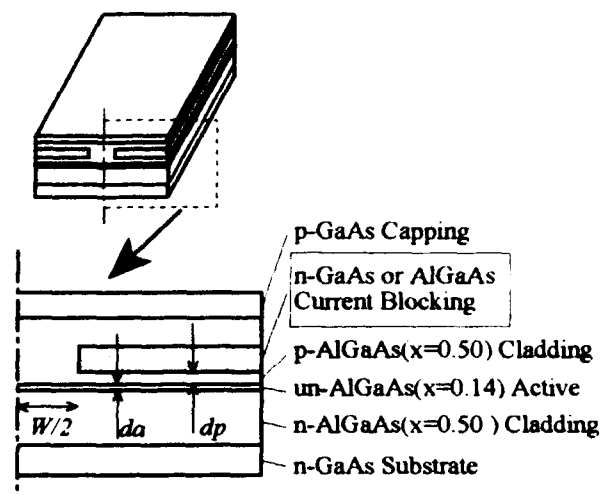 p-GaAs Capping
n-GaAs or AlGaAs
Current Blocking
p-AlGaAs(x=0.50) Cladding
un-AlGaAs(x=0.14) Active
n-AlGaAs(x=0.50 ) Cladding
n-GaAs Substrate
W/2
da
dp